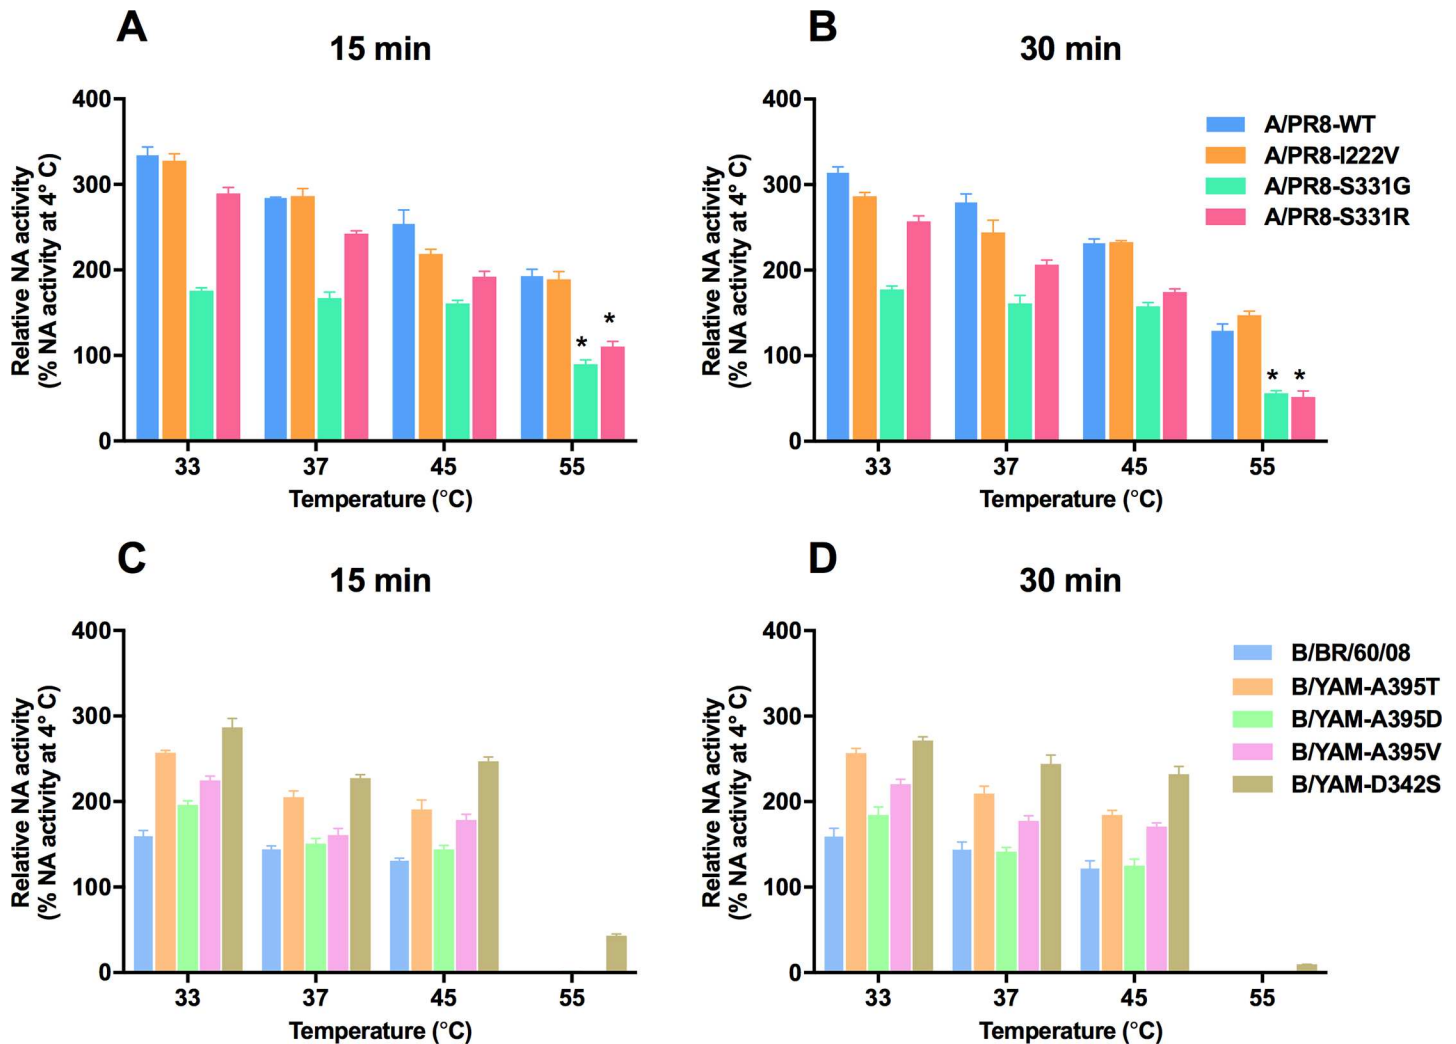 A
15 min
Relative NA activity
(% NA activity at 4° C)
400
300
200
100
0
*
*
33
37
45
55
Temperature (°C)
B
30 min
Relative NA activity
(% NA activity at 4° C)
400
300
200
100
0
*
*
33
37
45
55
Temperature (°C)
A/PR8-WT
A/PR8-I222V
A/PR8-S331G
A/PR8-S331R
C
15 min
Relative NA activity
(% NA activity at 4° C)
400
300
200
100
0
33
37
45
55
Temperature (°C)
D
30 min
Relative NA activity
(% NA activity at 4° C)
400
300
200
100
0
33
37
45
55
Temperature (°C)
B/BR/60/08
B/YAM-A395T
B/YAM-A395D
B/YAM-A395V
B/YAM-D342S